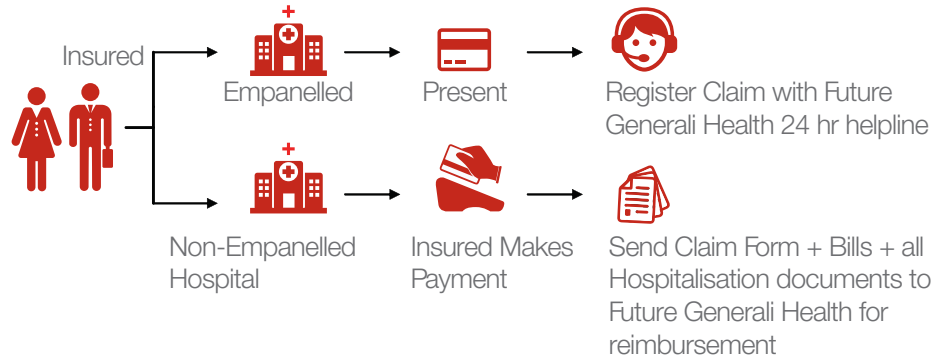 Insured
Empanelled
Present
Register Claim with Future
Generali Health 24 hr helpline
Non-Empanelled
Hospital
Insured Makes
Payment
Send Claim Form + Bills + all
Hospitalisation documents to
Future Generali Health for
reimbursement